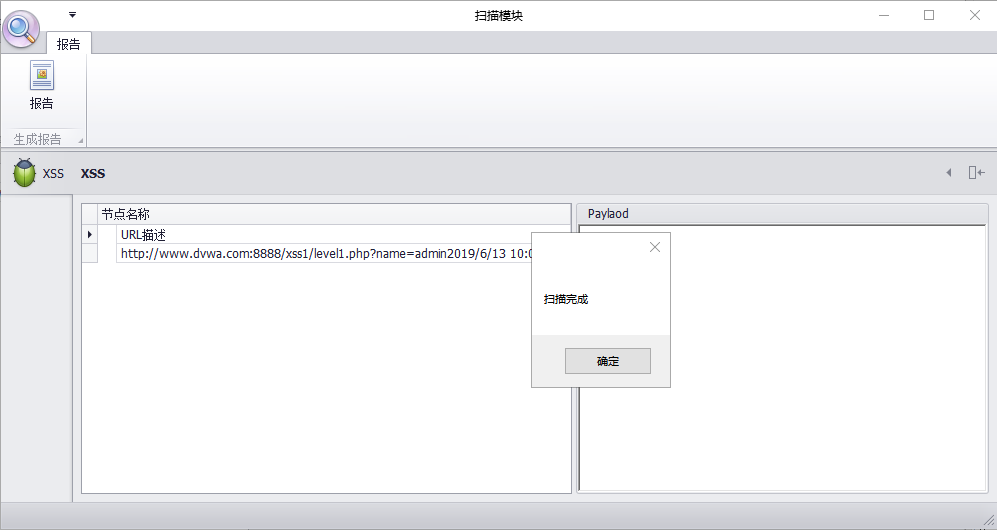 扫描模块
报告
报告
生成报告
XSS XSS
节点名称
URL描述
http://www.dvwa.com:8888/xss1/level1.php?name=admin2019/6/13 10:0
Paylaod
扫描完成
确定